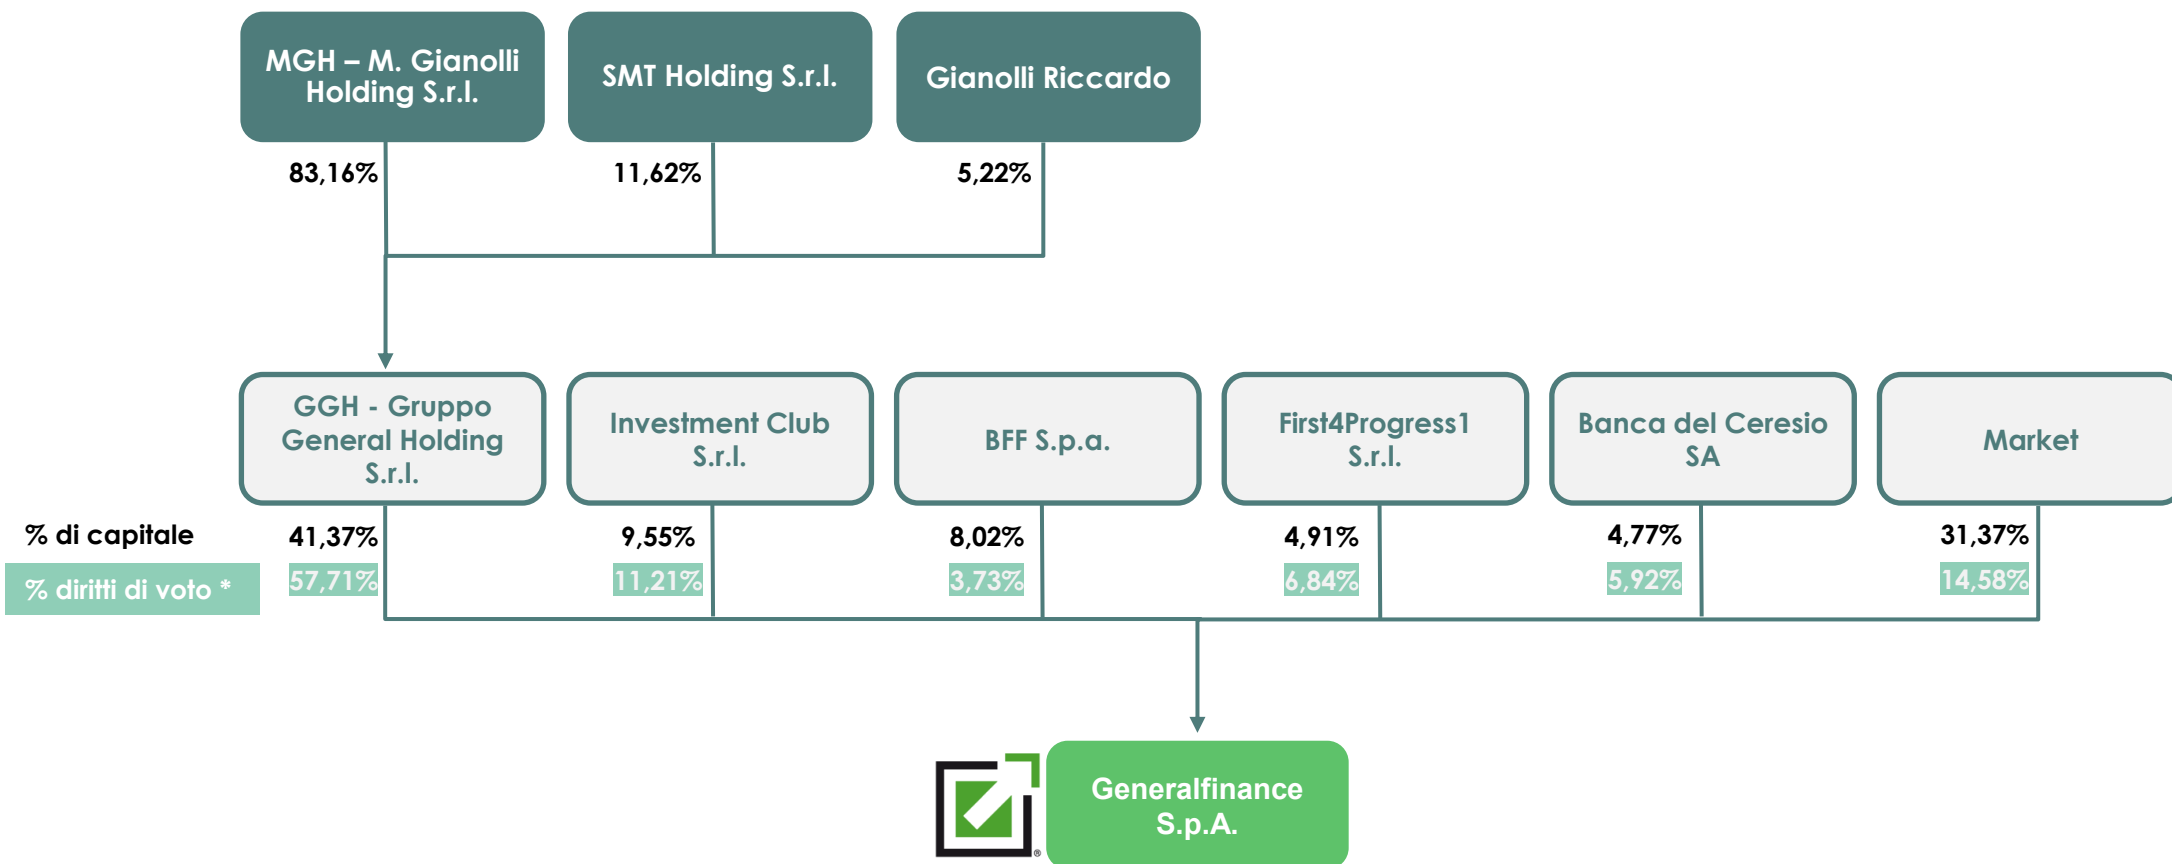 MGH – M. Gianolli
Holding S.r.l.
SMT Holding S.r.l.
Gianolli Riccardo
83,16%
11,62%
5,22%
GGH - Gruppo
General Holding
S.r.l.
Investment Club
S.r.l.
BFF S.p.a.
First4Progress1
S.r.l.
Banca del Ceresio
SA
Market
% di capitale
41,37%
9,55%
8,02%
4,91%
4,77%
31,37%
% diritti di voto *
57,71%
11,21%
3,73%
6,84%
5,92%
14,58%
Generalfinance
S.p.A.
®